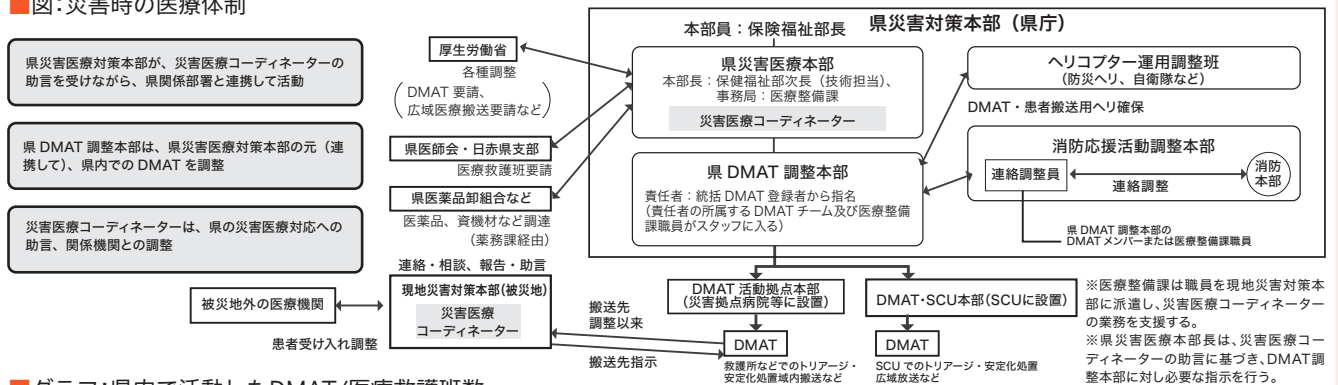 ■図：災害時の医療体制
県災害医療対策本部が、災害医療コーディネーターの
助言を受けながら、県関係部署と連携して活動
県 DMAT 調整本部は、県災害医療対策本部の元（連
携して）、県内での DMAT を調整
災害医療コーディネーターは、県の災害医療対応への
助言、関係機関との調整
厚生労働省
各種調整
（DMAT 要請、
広域医療搬送要請など）
県医師会・日赤県支部
医療救護班要請
県医薬品卸組合など
医薬品、資機材など調達
（業務課経由）
県災害対策本部（県庁）
本部員：保険福祉部長
県災害医療本部
本部長：保健福祉部次長（技術担当）、
事務局：医療整備課
災害医療コーディネーター
県 DMAT 調整本部
責任者：統括 DMAT 登録者から指名
（責任者の所属する DMAT チーム及び医療整備
課職員がスタッフに入る）
ヘリコプター運用調整班
（防災ヘリ、自衛隊など）
DMAT・患者搬送用ヘリ確保
消防応援活動調整本部
連絡調整員
連絡調整
消防
本部
県 DMAT 調整本部の
DMAT メンバーまたは医療整備課職員
連絡・相談、報告・助言
現地災害対策本部（被災地）
災害医療
コーディネーター
被災地外の医療機関
患者受け入れ調整
搬送先
調整以来
搬送先指示
DMAT 活動拠点本部
（災害拠点病院等に設置）
DMAT
救護所などでのトリアージ・
安定化処置域内搬送など
DMAT・SCU本部（SCUに設置）
DMAT
SCU でのトリアージ・安定化処置
広域放送など
※医療整備課は職員を現地災害対策本
部に派遣し、災害医療コーディネーター
の業務を支援する。
※県災害医療本部長は、災害医療コー
ディネーターの助言に基づき、DMAT調
整本部に対し必要な指示を行う。
■グラフ：県内で活動したDMAT/医療救護班数